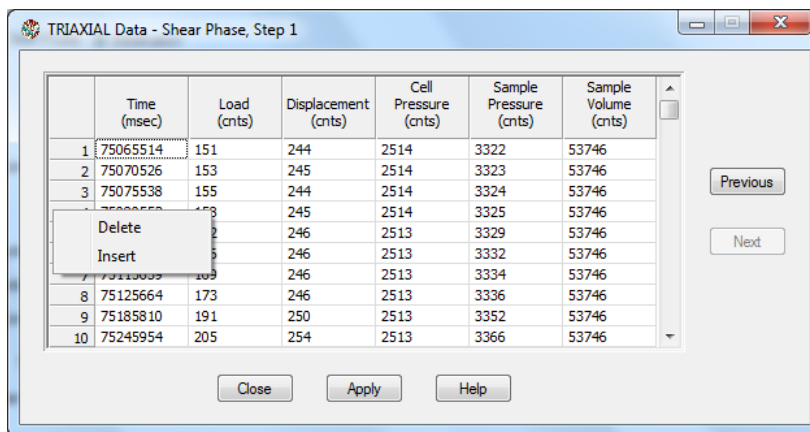 TRIAXIAL Data - Shear Phase, Step 1
Time (msec) Load (cnts) Displacement (cnts) Cell Pressure (cnts) Sample Pressure (cnts) Sample Volume (cnts)
1 75065514 151 244 2514 3322 53746
2 75070526 153 245 2514 3323 53746
3 75075538 155 244 2514 3324 53746
245 2514 3325 53746
Delete
246 2513 3329 53746
Insert
246 2513 3332 53746
7 246 2513 3334 53746
8 75125664 173 246 2513 3336 53746
9 75185810 191 250 2513 3352 53746
10 75245954 205 254 2513 3366 53746
Previous
Next
Close Apply Help